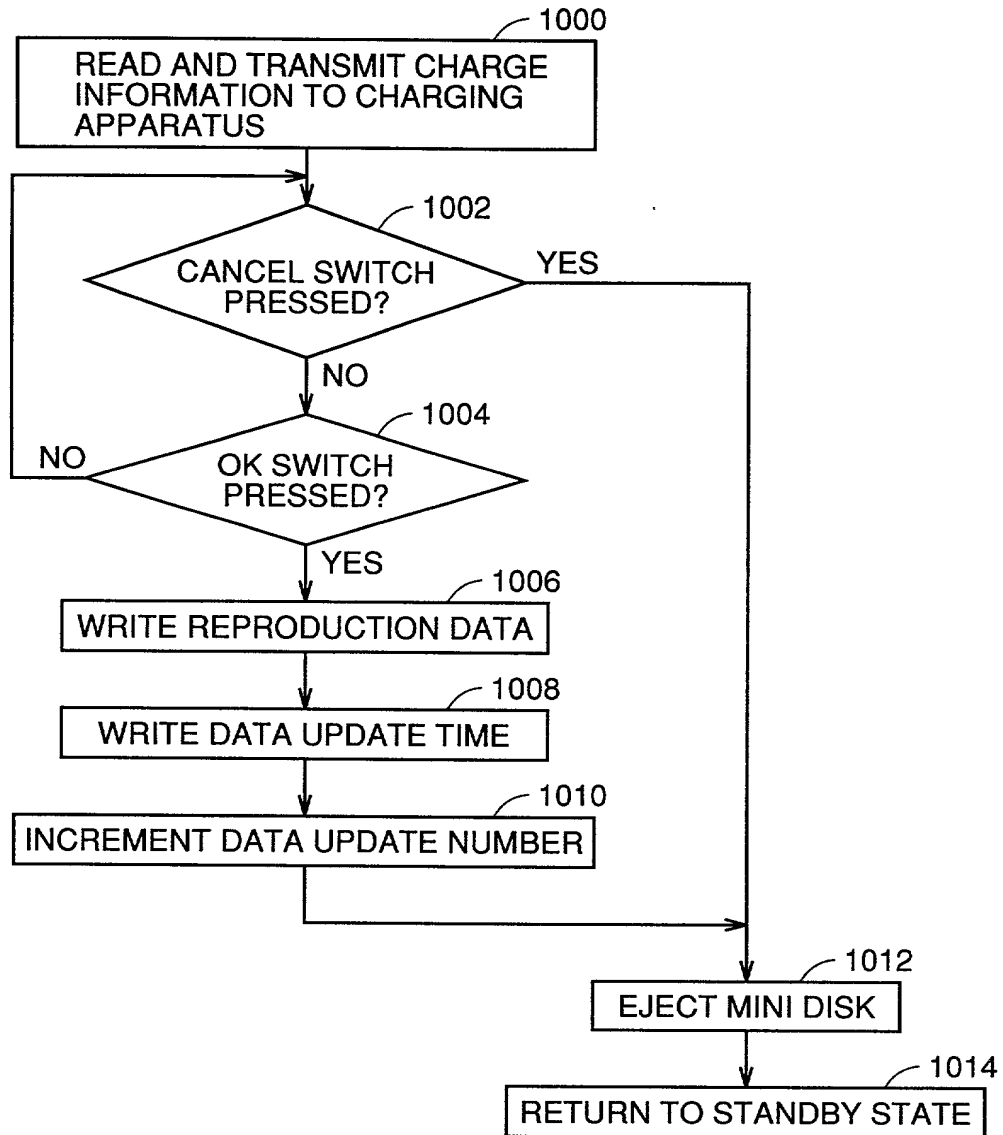 1000
READ AND TRANSMIT CHARGE
INFORMATION TO CHARGING
APPARATUS
1002
CANCEL SWITCH
PRESSED?
YES
NO
1004
OK SWITCH
PRESSED?
NO
YES
1006
WRITE REPRODUCTION DATA
1008
WRITE DATA UPDATE TIME
1010
INCREMENT DATA UPDATE NUMBER
1012
EJECT MINI DISK
1014
RETURN TO STANDBY STATE